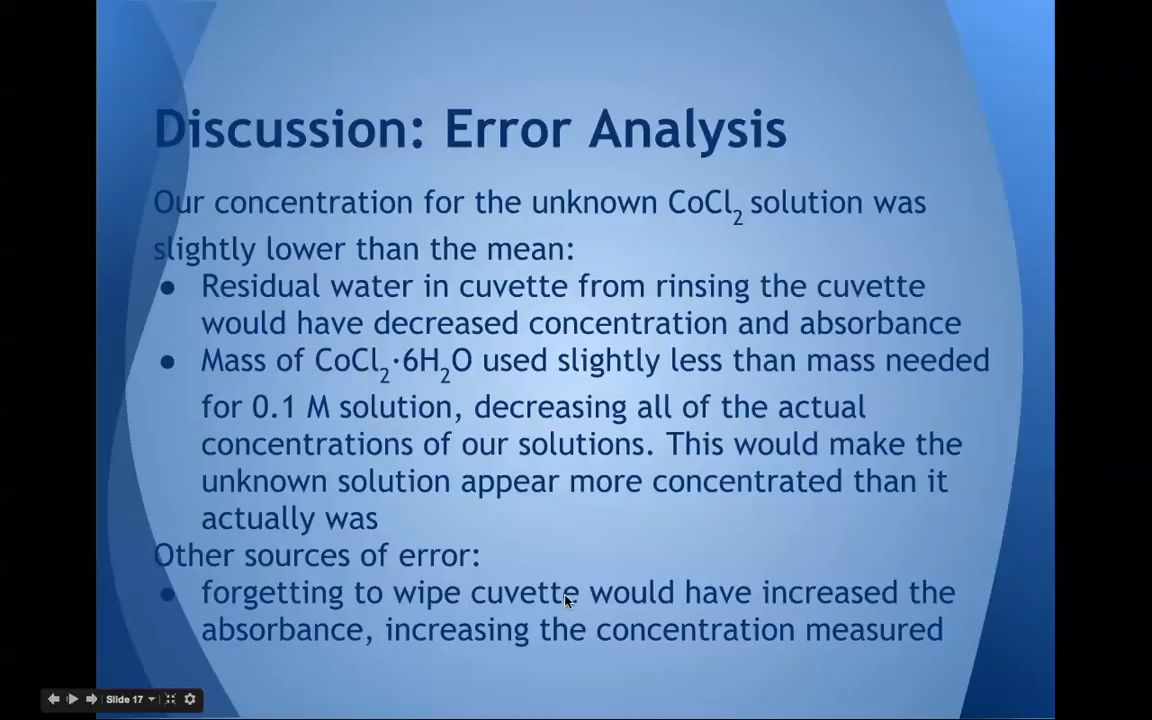 Discussion: Error Analysis
Our concentration for the unknown CoCl₂ solution was
slightly lower than the mean:
● Residual water in cuvette from rinsing the cuvette
would have decreased concentration and absorbance
● Mass of CoCl₂·6H₂O used slightly less than mass needed
for 0.1 M solution, decreasing all of the actual
concentrations of our solutions. This would make the
unknown solution appear more concentrated than it
actually was
Other sources of error:
● forgetting to wipe cuvette would have increased the
absorbance, increasing the concentration measured
Slide 17